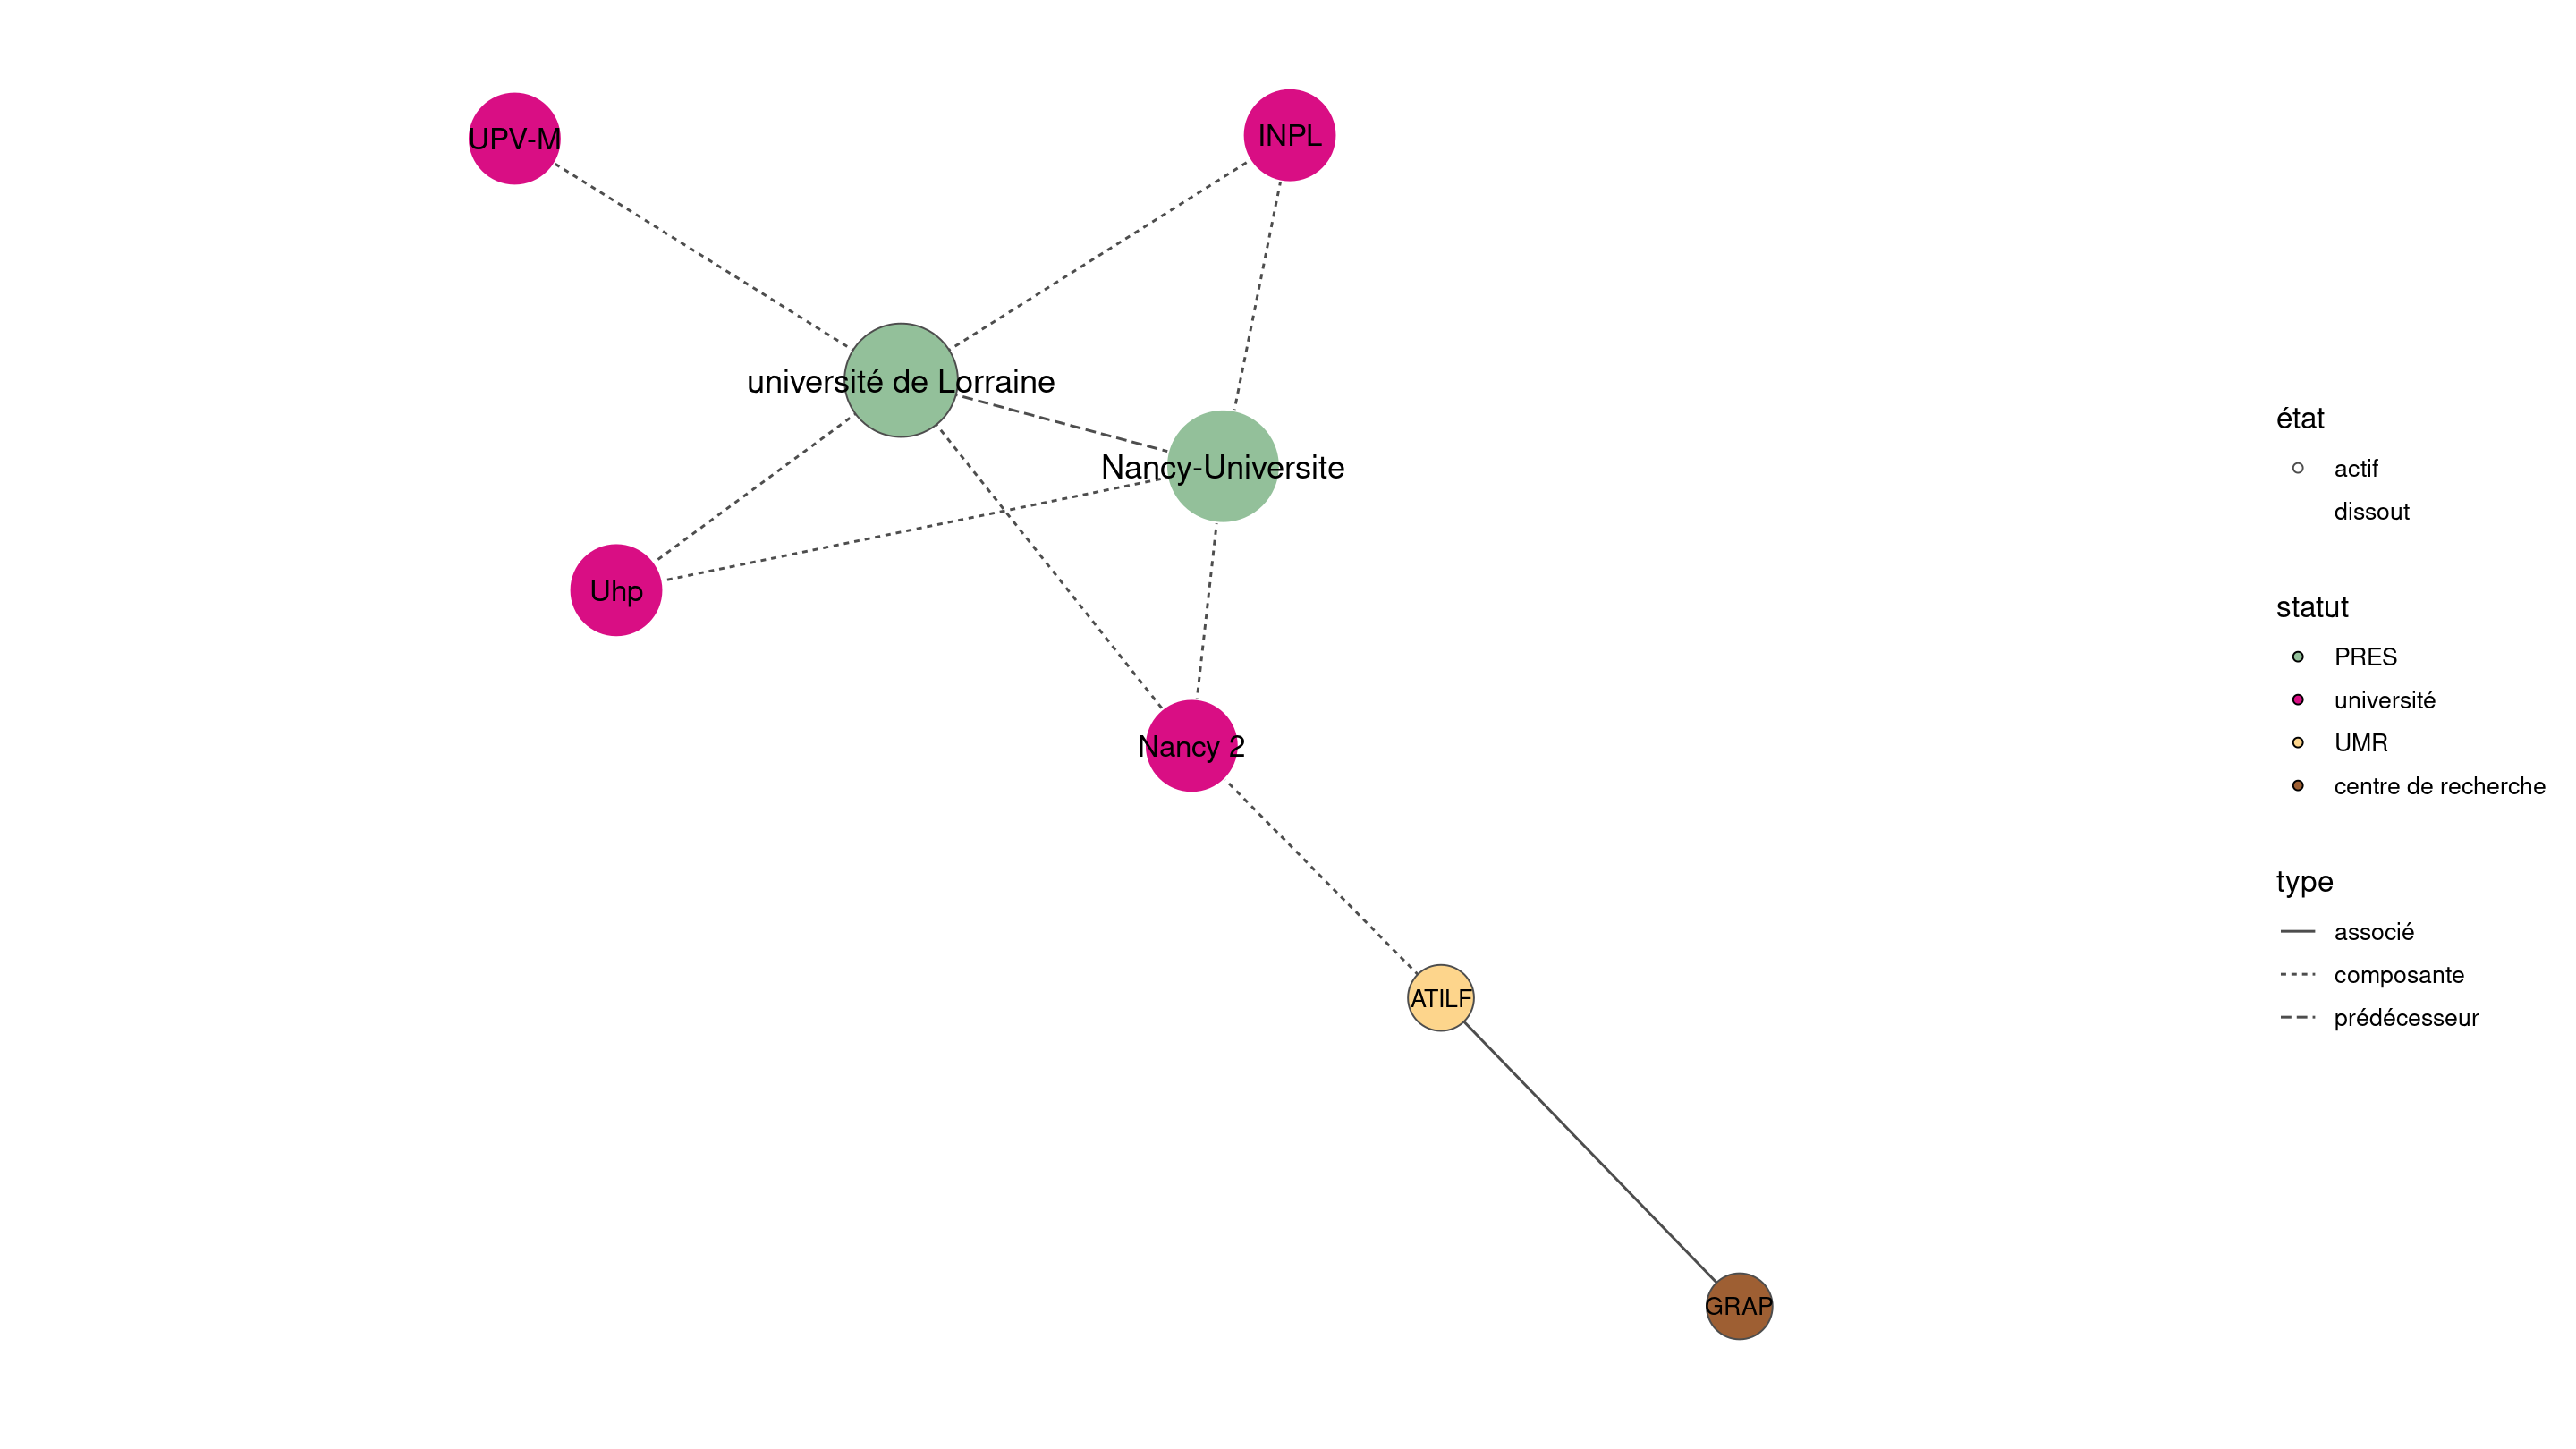 UPV-M
INPL
université de Lorraine
Nancy-Universite
Uhp
Nancy 2
ATILF
GRAP
état
actif
dissout
statut
PRES
université
UMR
centre de recherche
type
associé
composante
prédécesseur